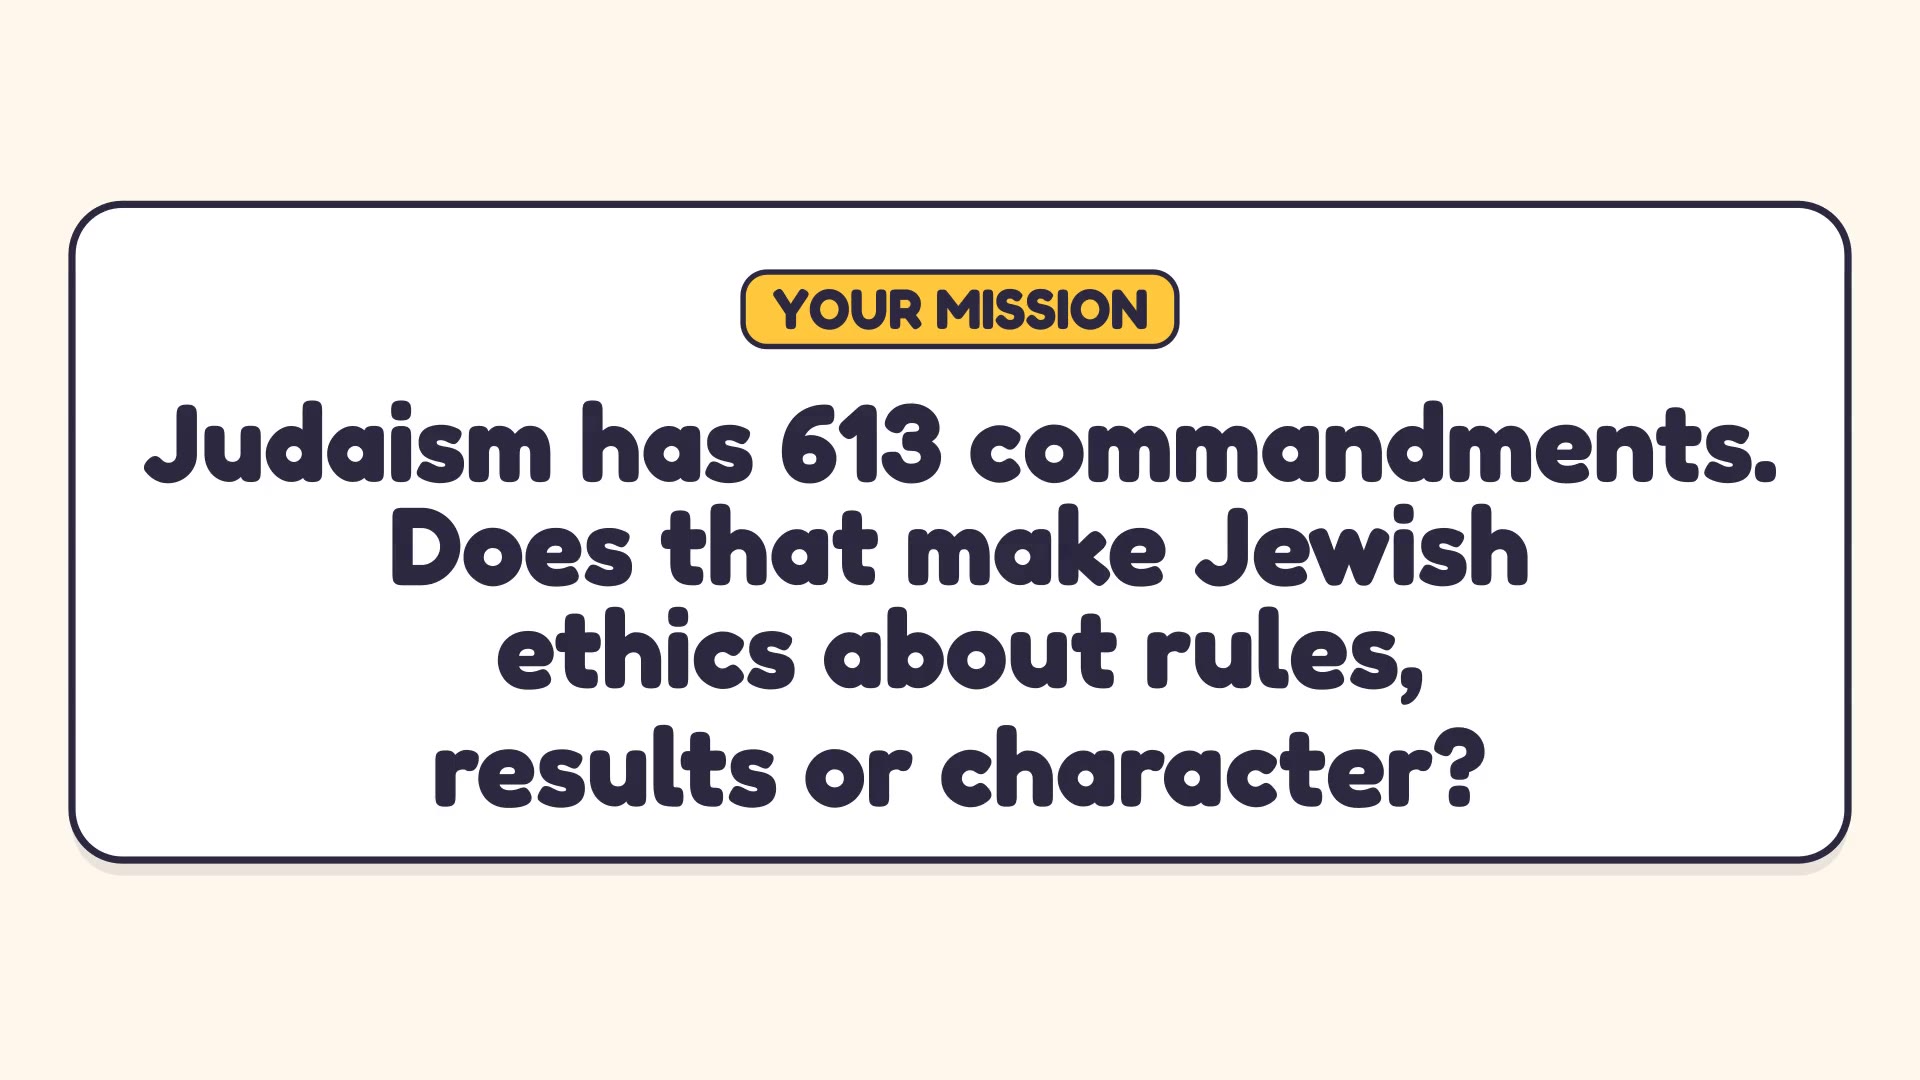 YOUR MISSION
Judaism has 613 commandments.
Does that make Jewish
ethics about rules,
results or character?